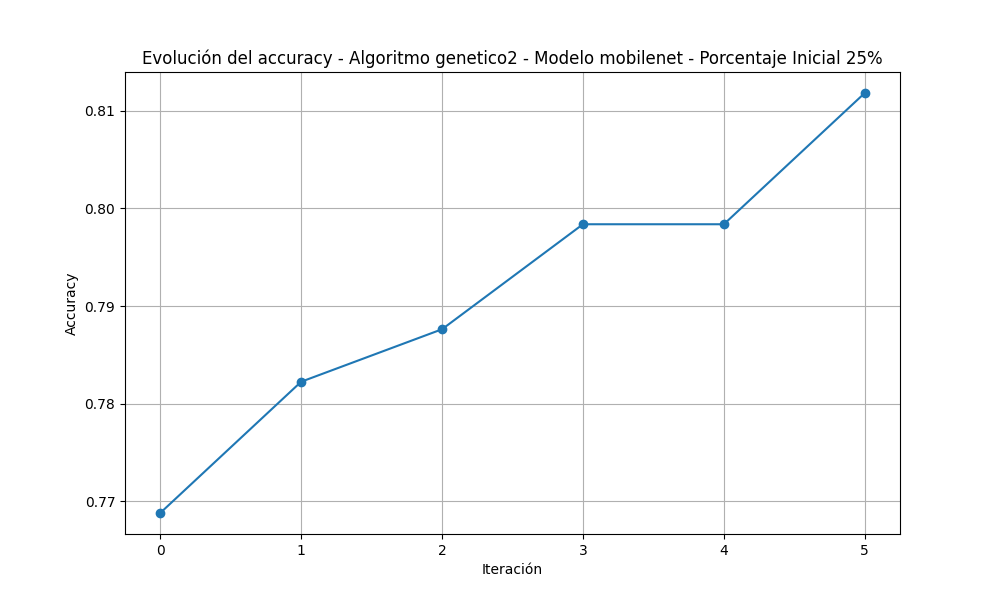 Evolución del accuracy - Algoritmo genetico2 - Modelo mobilenet - Porcentaje Inicial 25%
0.81
0.80
0.79
0.78
0.77
Accuracy
0 1 2 3 4 5
Iteración